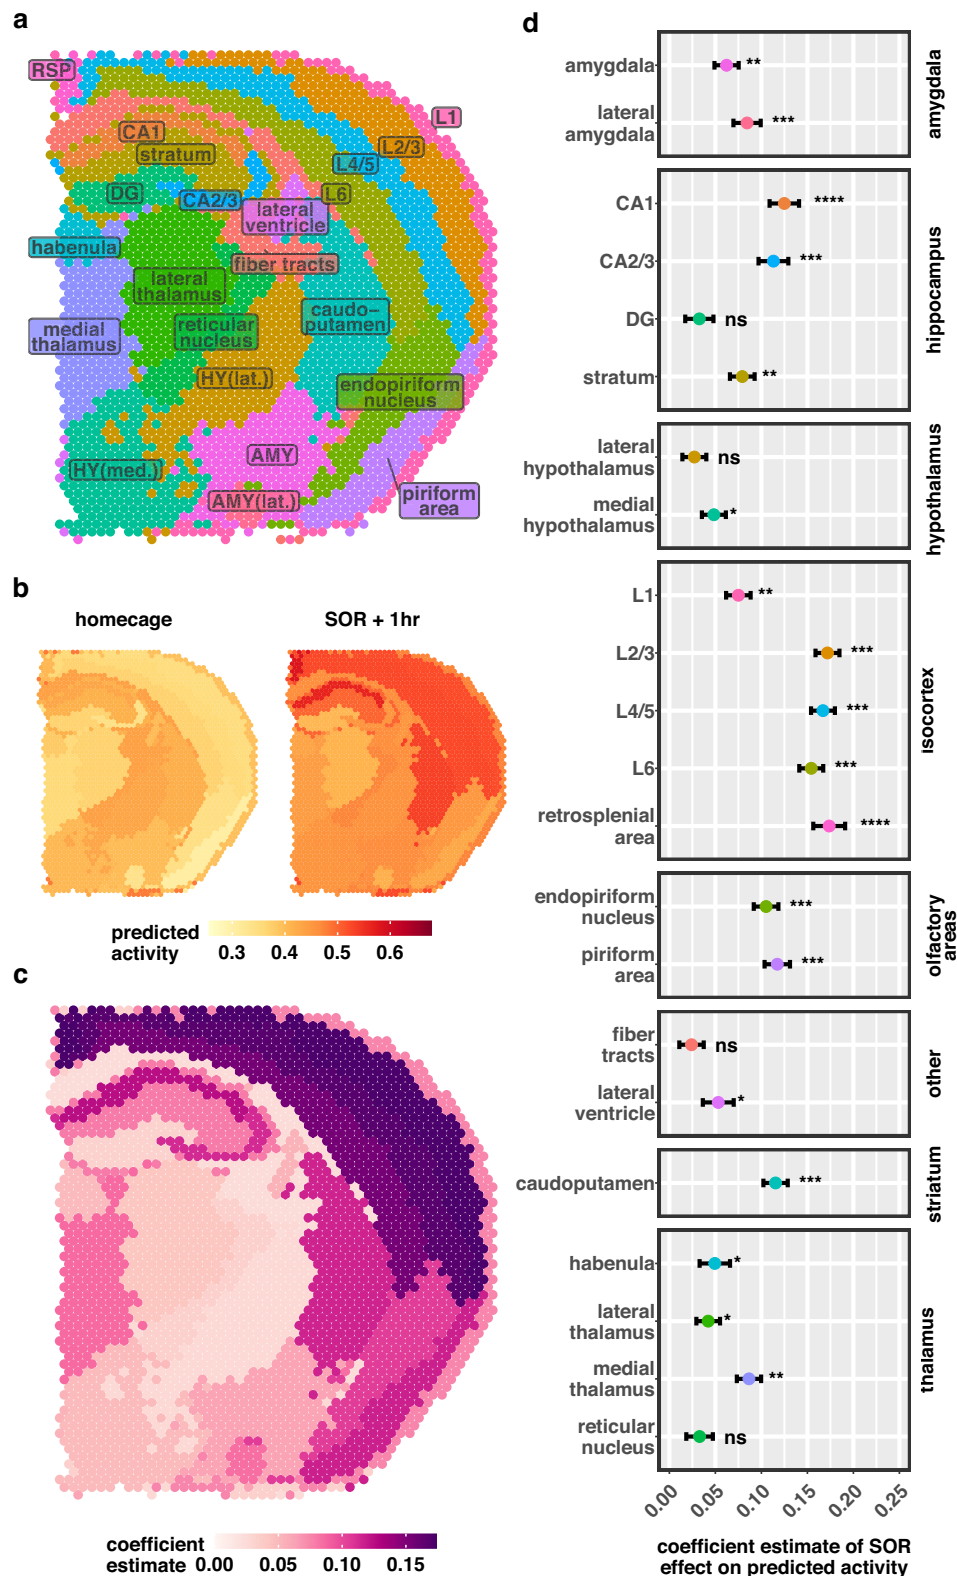 a
RSP
L1
CA1
L2/3
stratum
L4/5
DG
CA2/3
L6
lateral
ventricle
habenula
fiber tracts
lateral
thalamus
caudo–
putamen
medial
thalamus
reticular
nucleus
HY(lat.)
endopiriform
nucleus
AMY
HY(med.)
AMY(lat.)
piriform
area
b
homecage
SOR + 1hr
predicted
activity
0.3
0.4
0.5
0.6
c
coefficient
estimate
0.00
0.05
0.10
0.15
d
amygdala
**
lateral
amygdala
***
amygdala
CA1
****
CA2/3
***
DG
ns
stratum
**
hippocampus
lateral
hypothalamus
ns
medial
hypothalamus
*
hypothalamus
L1
**
L2/3
***
L4/5
***
L6
***
retrosplenial
area
****
isocortex
endopiriform
nucleus
***
piriform
area
***
olfactory
areas
fiber
tracts
ns
lateral
ventricle
*
other
caudoputamen
***
striatum
habenula
*
lateral
thalamus
*
medial
thalamus
**
reticular
nucleus
ns
thalamus
0.00
0.05
0.10
0.15
0.20
0.25
coefficient estimate of SOR
effect on predicted activity